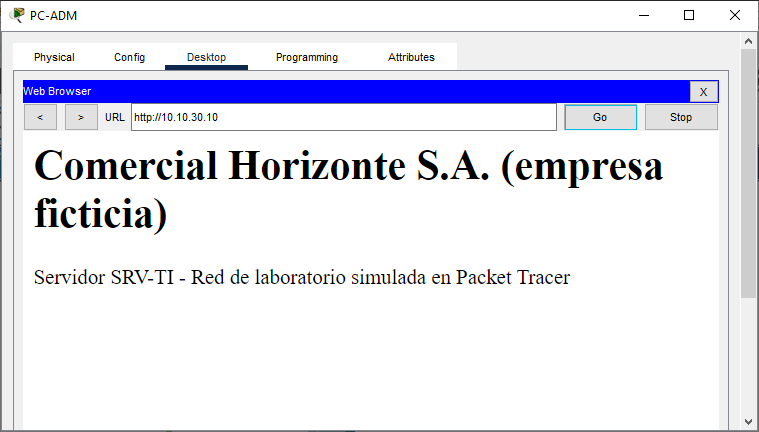 PC-ADM
Physical Config Desktop Programming Attributes
Web Browser X
< > URL http://10.10.30.10 Go Stop
Comercial Horizonte S.A. (empresa
ficticia)
Servidor SRV-TI - Red de laboratorio simulada en Packet Tracer